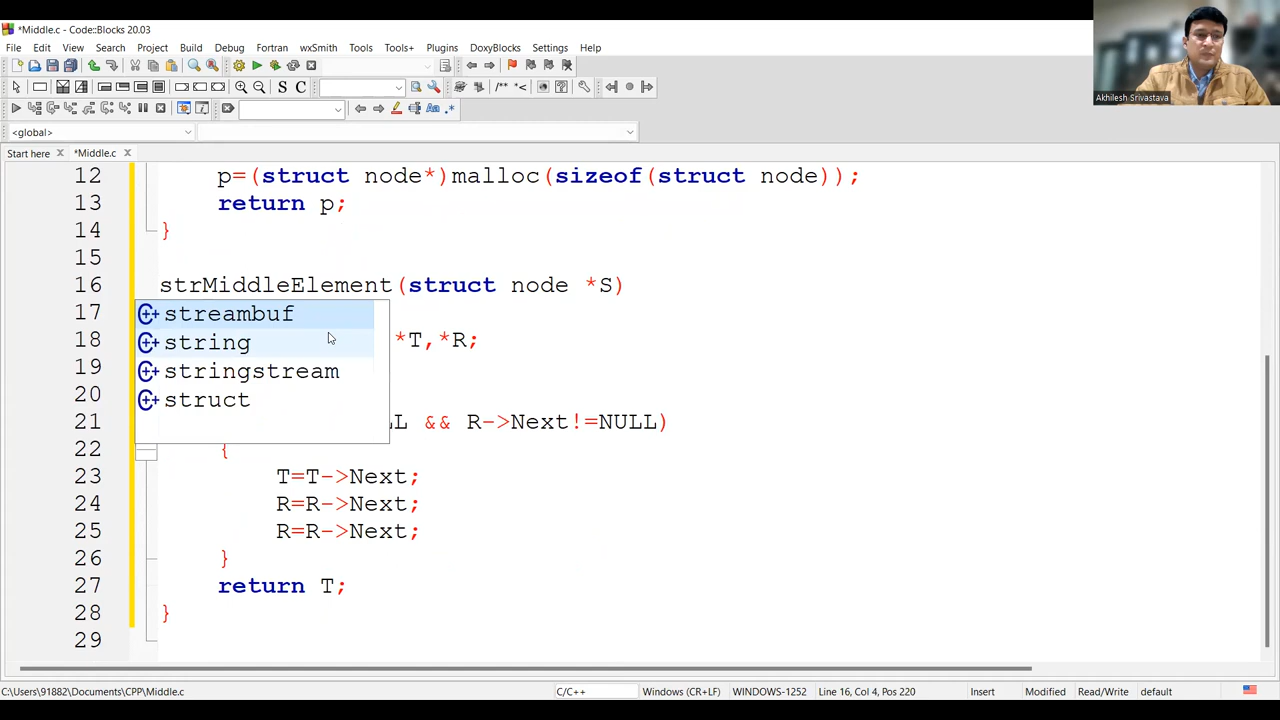 *Middle.c - Code::Blocks 20.03
File Edit View Search Project Build Debug Fortran wxSmith Tools Tools+ Plugins DoxyBlocks Settings Help
S C
/** *<
Aa .*
<global>
Start here *Middle.c
12 p=(struct node*)malloc(sizeof(struct node));
13 return p;
14 }
15
16 strMiddleElement(struct node *S)
17
18 *T,*R;
19
20
21 LL && R->Next!=NULL)
22 {
23 T=T->Next;
24 R=R->Next;
25 R=R->Next;
26 }
27 return T;
28 }
29
streambuf
string
stringstream
struct
Akhilesh Srivastava
C:\Users\91882\Documents\CPP\Middle.c C/C++ Windows (CR+LF) WINDOWS-1252 Line 16, Col 4, Pos 220 Insert Modified Read/Write default